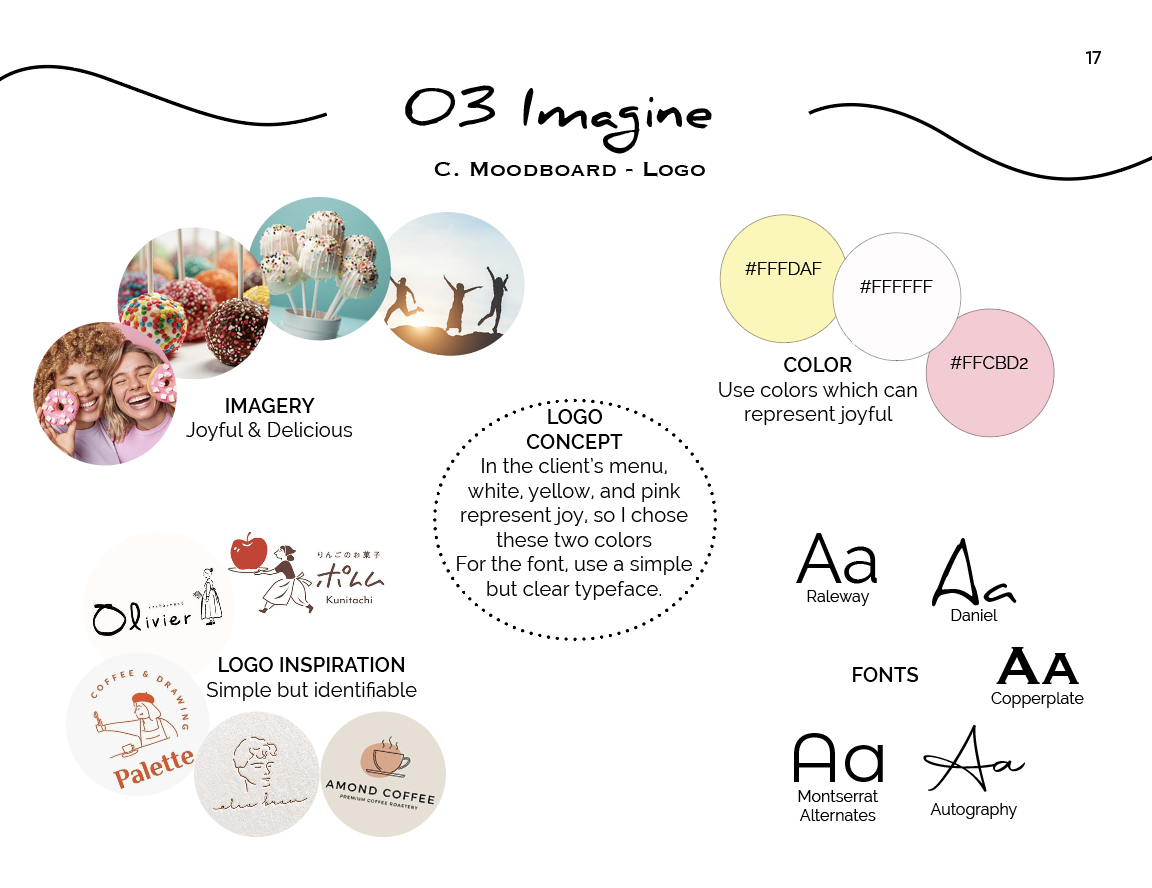 17
03 Imagine
C. Moodboard - Logo
#FFFDAF
#FFFFFF
#FFCBD2
COLOR
Use colors which can
represent joyful
IMAGERY
Joyful & Delicious
LOGO
CONCEPT
In the client's menu,
white, yellow, and pink
represent joy, so I chose
these two colors
For the font, use a simple
but clear typeface.
りんごのお菓子
ポムム
Kunitachi
restaurant
Olivier
LOGO INSPIRATION
Simple but identifiable
COFFEE & DRAWING
Palette
AMOND COFFEE
PREMIUM COFFEE ROASTERY
Aa
Raleway
Aa
Daniel
FONTS
Aa
Copperplate
Aa
Montserrat
Alternates
Aa
Autography